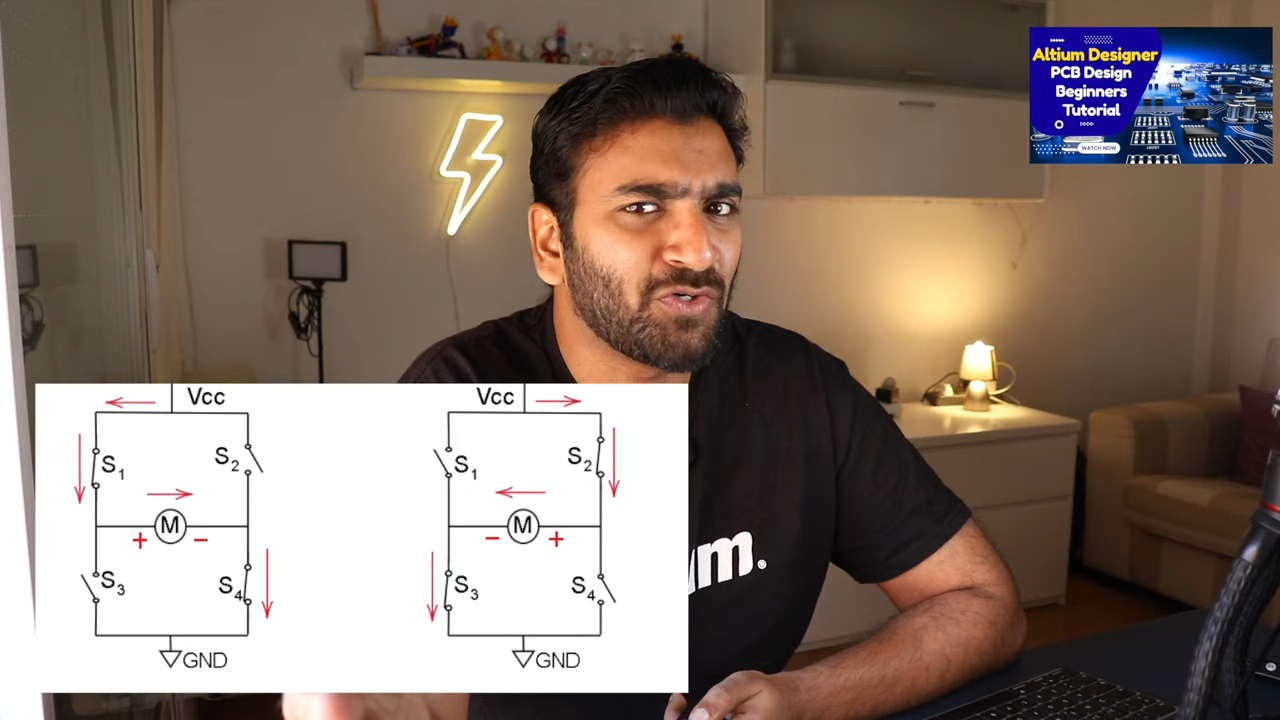 Altium Designer
PCB Design
Beginners
Tutorial
WATCH NOW
Vcc
S1
S2
M
+
−
S3
S4
GND
Vcc
S1
S2
M
−
+
S3
S4
GND
m.